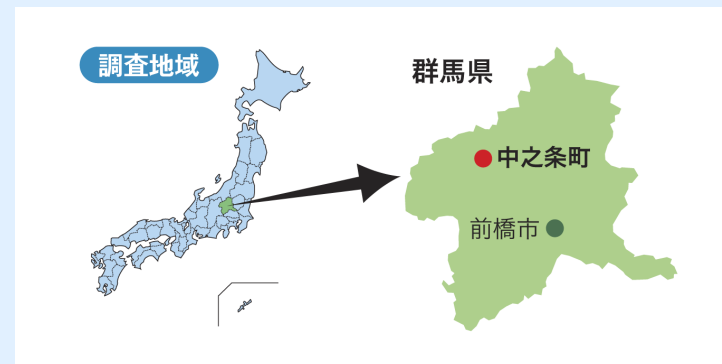 調査地域
群馬県
中之条町
前橋市